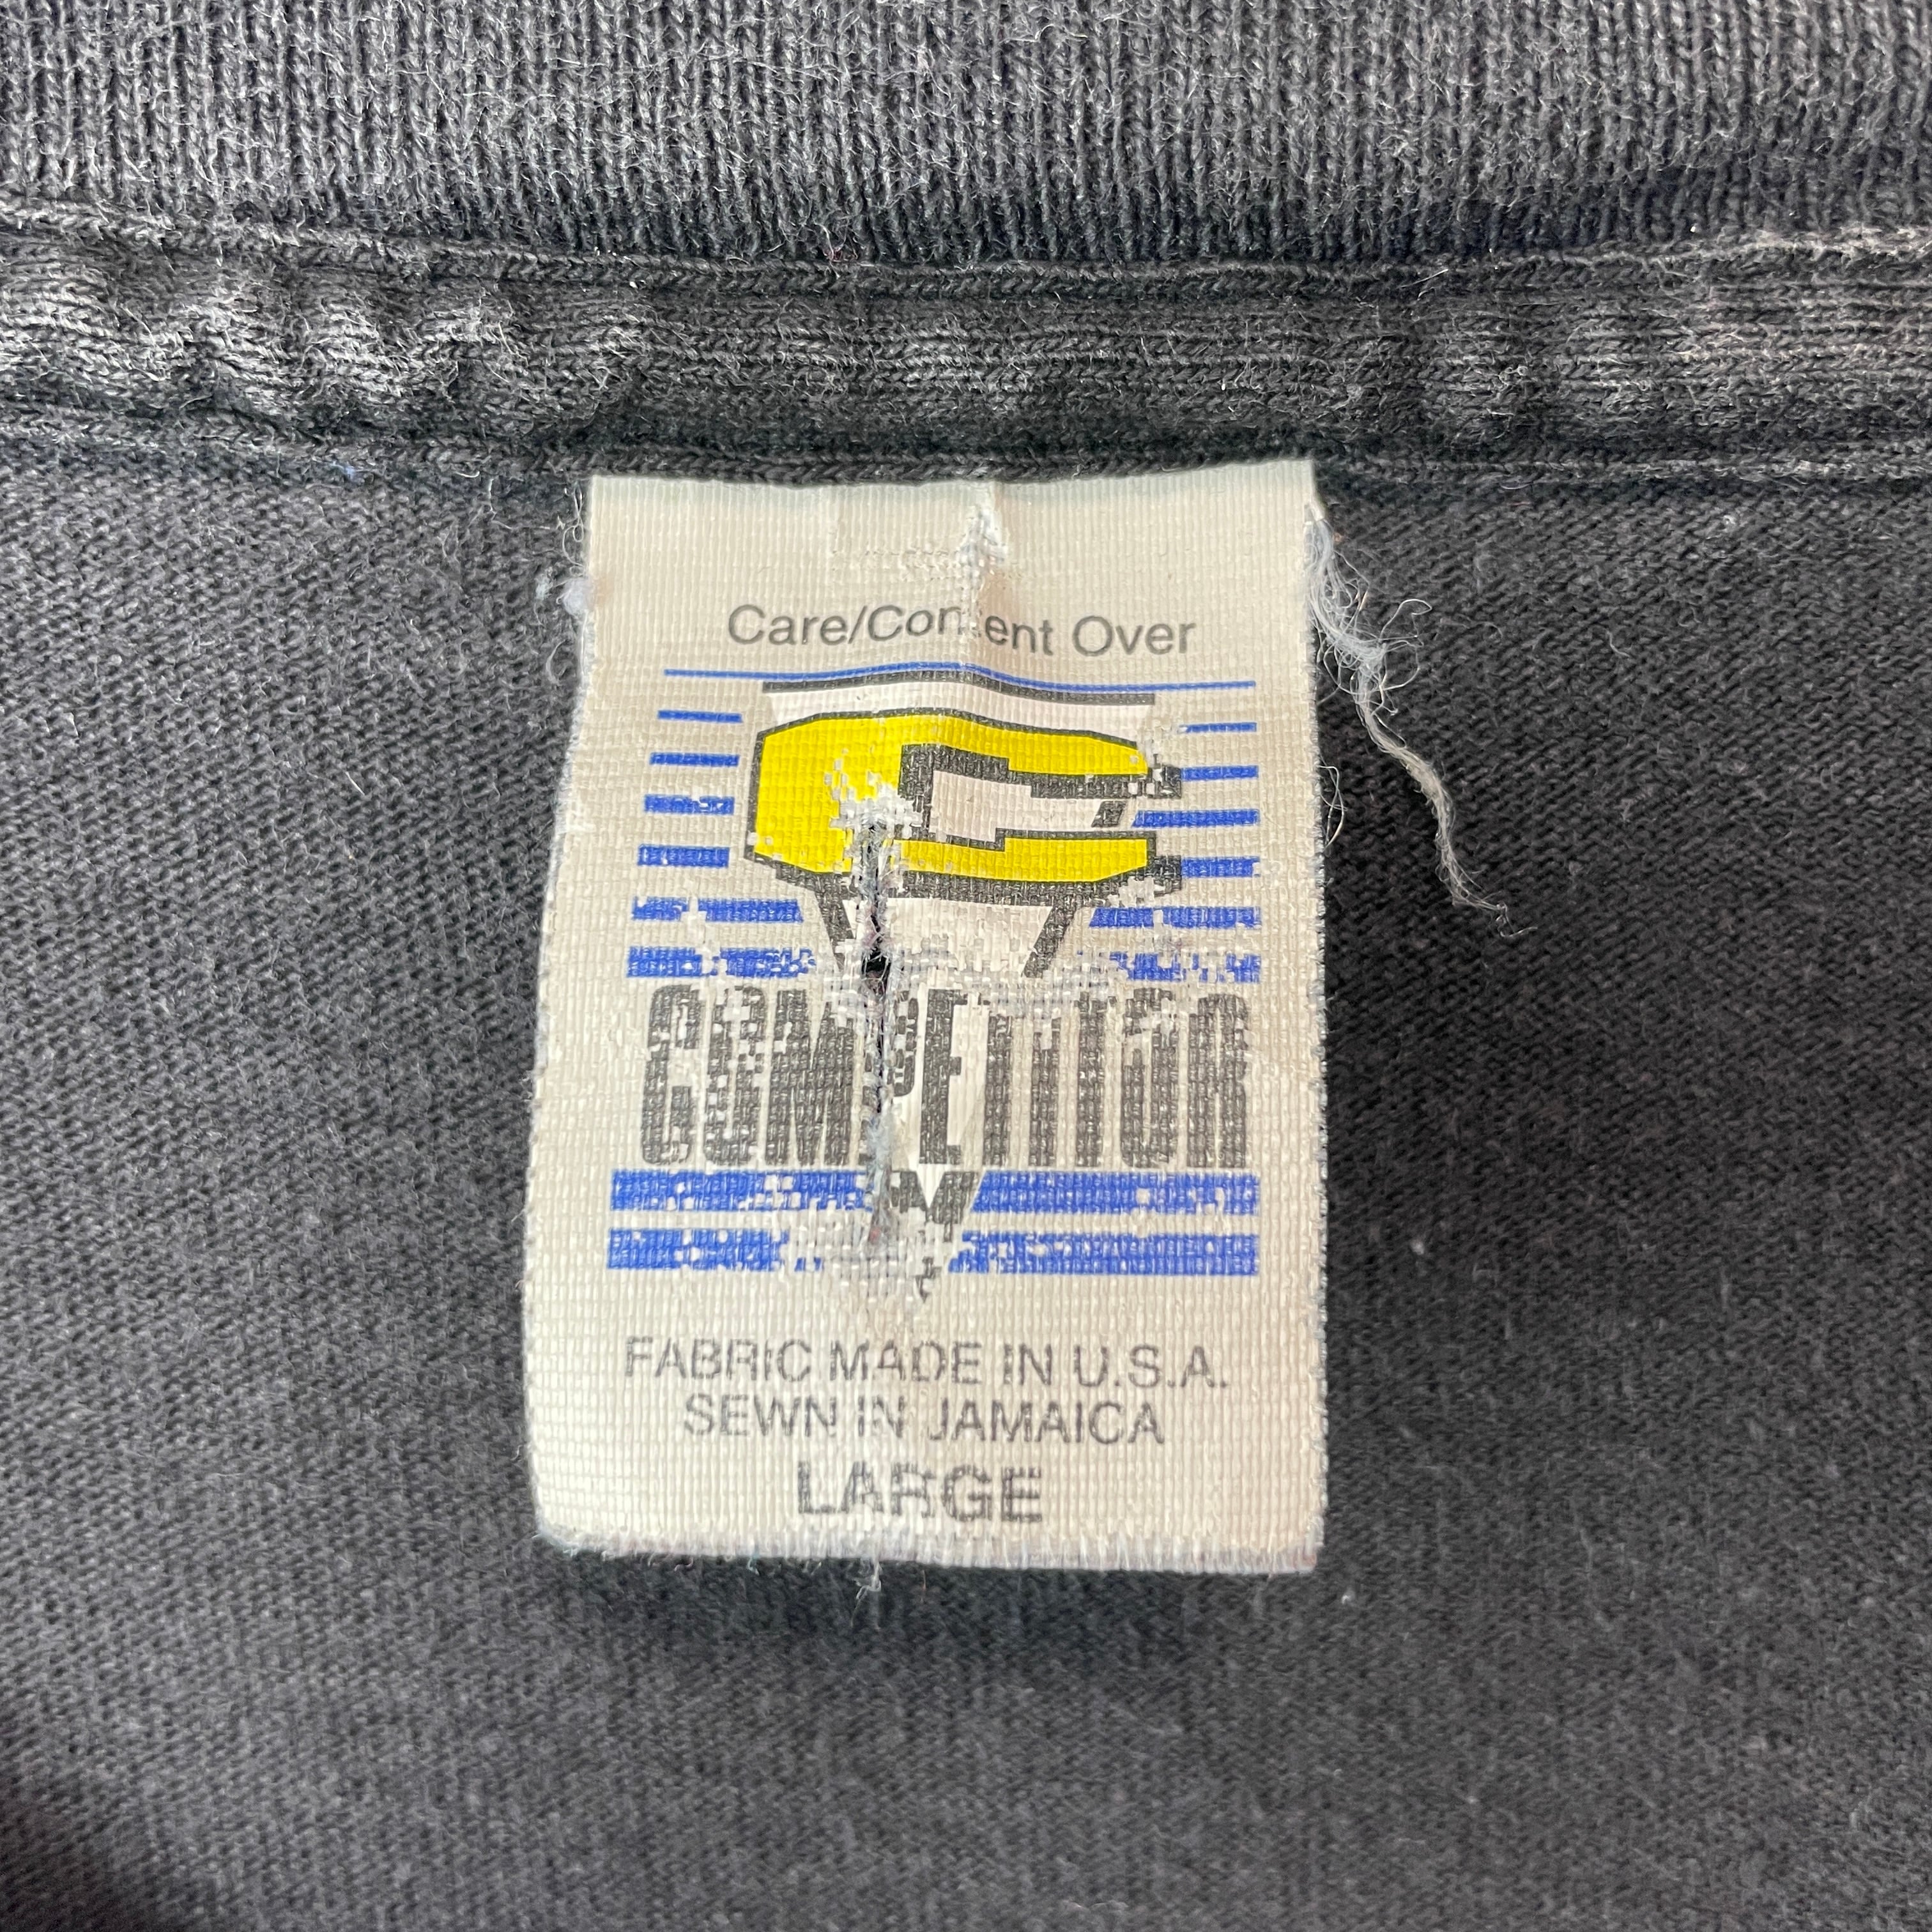 Care/Content Over
C
COMPETITOR
FABRIC MADE IN U.S.A.
SEWN IN JAMAICA
LARGE